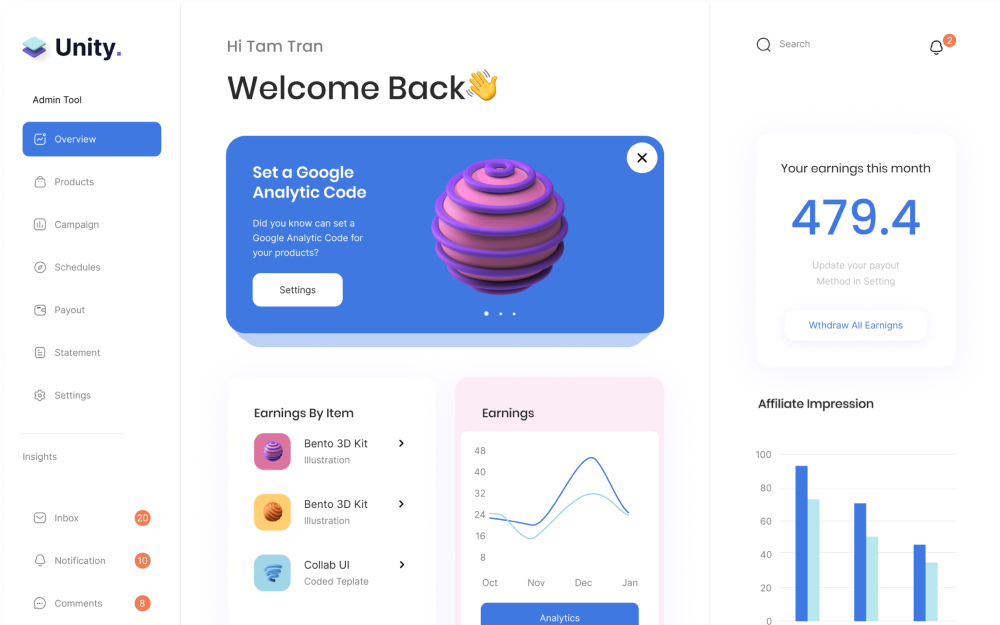 Unity.
Admin Tool
Overview
Products
Campaign
Schedules
Payout
Statement
Settings
Insights
Inbox 20
Notification 10
Comments 8
Hi Tam Tran
Welcome Back👋
Set a Google
Analytic Code
Did you know can set a
Google Analytic Code for
your products?
Settings
Earnings By Item
Bento 3D Kit
Illustration
Bento 3D Kit
Illustration
Collab UI
Coded Teplate
Earnings
48
40
32
24
16
8
Oct Nov Dec Jan
Analytics
Search
2
Your earnings this month
479.4
Update your payout
Method in Setting
Wthdraw All Earnigns
Affiliate Impression
100
80
60
40
20
0